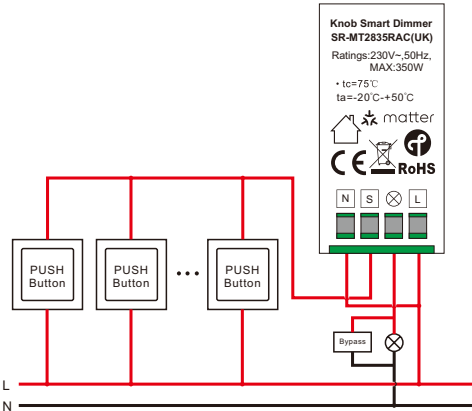 Knob Smart Dimmer
SR-MT2835RAC(UK)
Ratings:230V~,50Hz,
MAX:350W
• tc=75℃
ta=-20℃-+50℃
matter
CE
RoHS
N S L
PUSH
Button
PUSH
Button
•••
PUSH
Button
Bypass
L
N